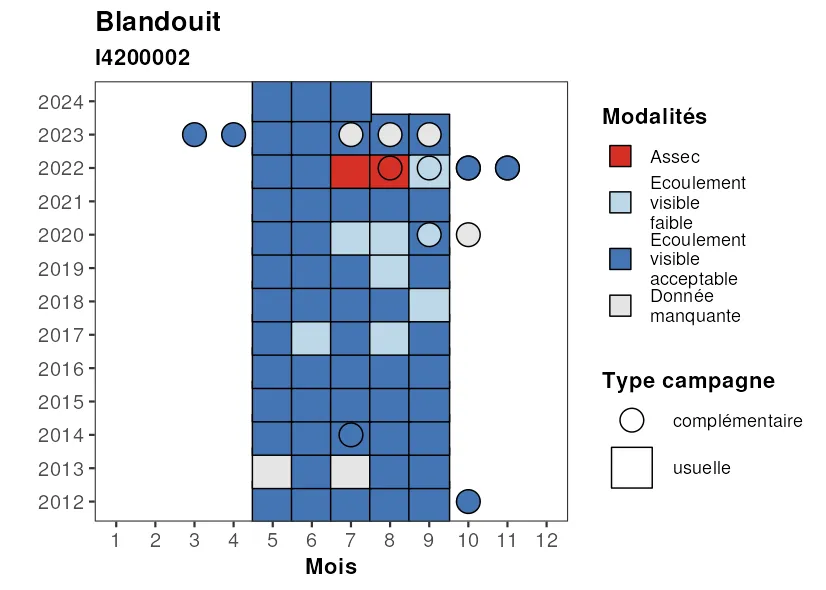 Blandouit
I4200002
2024
2023
2022
2021
2020
2019
2018
2017
2016
2015
2014
2013
2012
1 2 3 4 5 6 7 8 9 10 11 12
Mois
Modalités
Assec
Ecoulement
visible
faible
Ecoulement
visible
acceptable
Donnée
manquante
Type campagne
complémentaire
usuelle